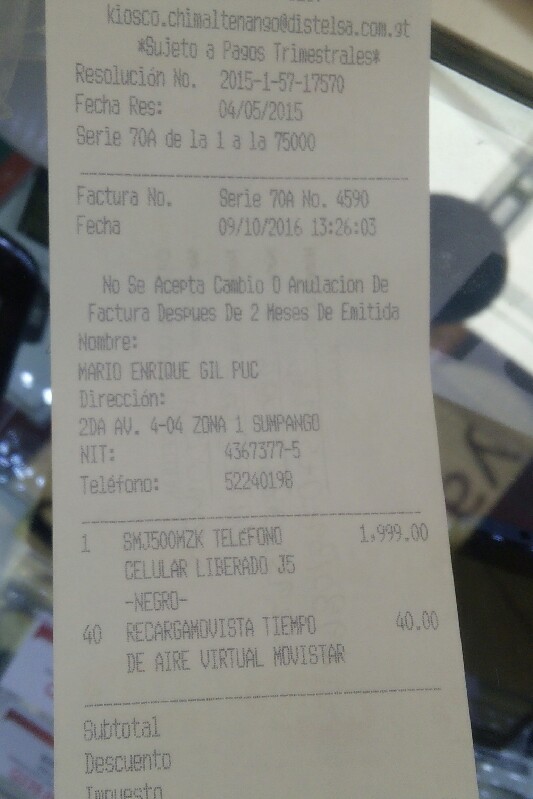 kiosco.chimaltenango@distelsa.com.gt
*Sujeto a Pagos Trimestrales*
Resolución No. 2015-1-57-17570
Fecha Res: 04/05/2015
Serie 70A de la 1 a la 75000
Factura No. Serie 70A No. 4590
Fecha 09/10/2016 13:26:03
No Se Acepta Cambio O Anulacion De
Factura Despues De 2 Meses De Emitida
Nombre:
MARIO ENRIQUE GIL PUC
Dirección:
2DA AV. 4-04 ZONA 1 SUMPANGO
NIT: 4367377-5
Teléfono: 52240198
1 SMJ500MZK TELéFONO 1,999.00
CELULAR LIBERADO J5
-NEGRO-
40 RECARGAMOVISTA TIEMPO 40.00
DE AIRE VIRTUAL MOVISTAR
Subtotal
Descuento
Impuesto